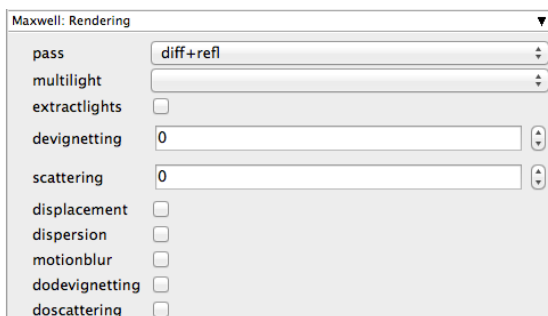 Maxwell: Rendering
pass diff+refl
multilight
extractlights
devignetting 0
scattering 0
displacement
dispersion
motionblur
dodevignetting
doscattering